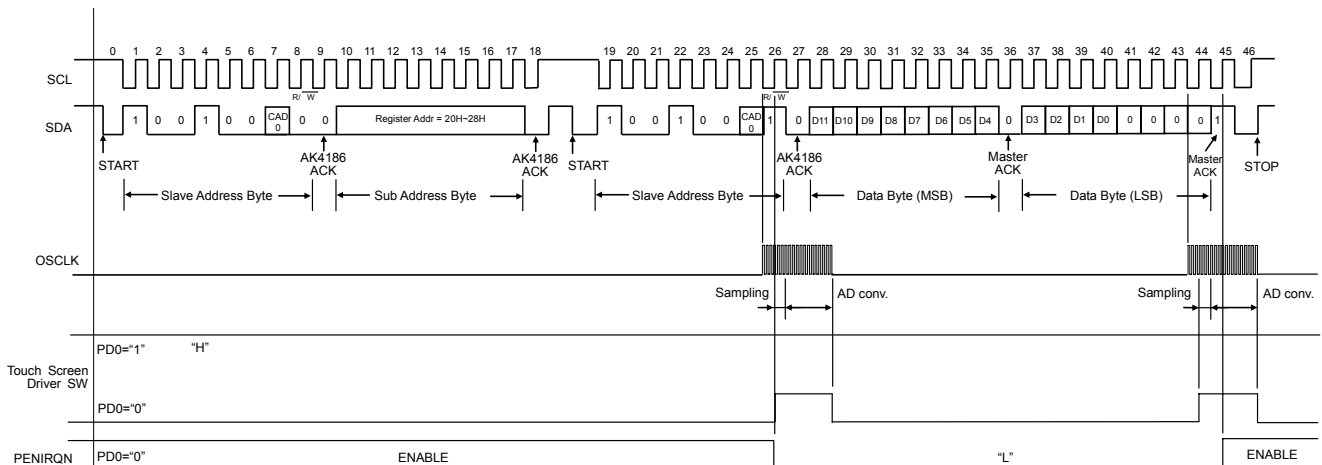 0 1 2 3 4 5 6 7 8 9 10 11 12 13 14 15 16 17 18 19 20 21 22 23 24 25 26 27 28 29 30 31 32 33 34 35 36 37 38 39 40 41 42 43 44 45 46
SCL
R/W R/W
SDA 1 0 0 1 0 0 CAD0 0 0 Register Addr = 20H~28H 1 0 0 1 0 0 CAD0 1 0 D11 D10 D9 D8 D7 D6 D5 D4 0 D3 D2 D1 D0 0 0 0 0 1
START AK4186 ACK AK4186 ACK START AK4186 ACK Master ACK Master ACK STOP
Slave Address Byte Sub Address Byte Slave Address Byte Data Byte (MSB) Data Byte (LSB)
OSCLK
Sampling AD conv. Sampling AD conv.
PD0="1" "H"
Touch Screen
Driver SW
PD0="0"
PENIRQN PD0="0" ENABLE "L" ENABLE